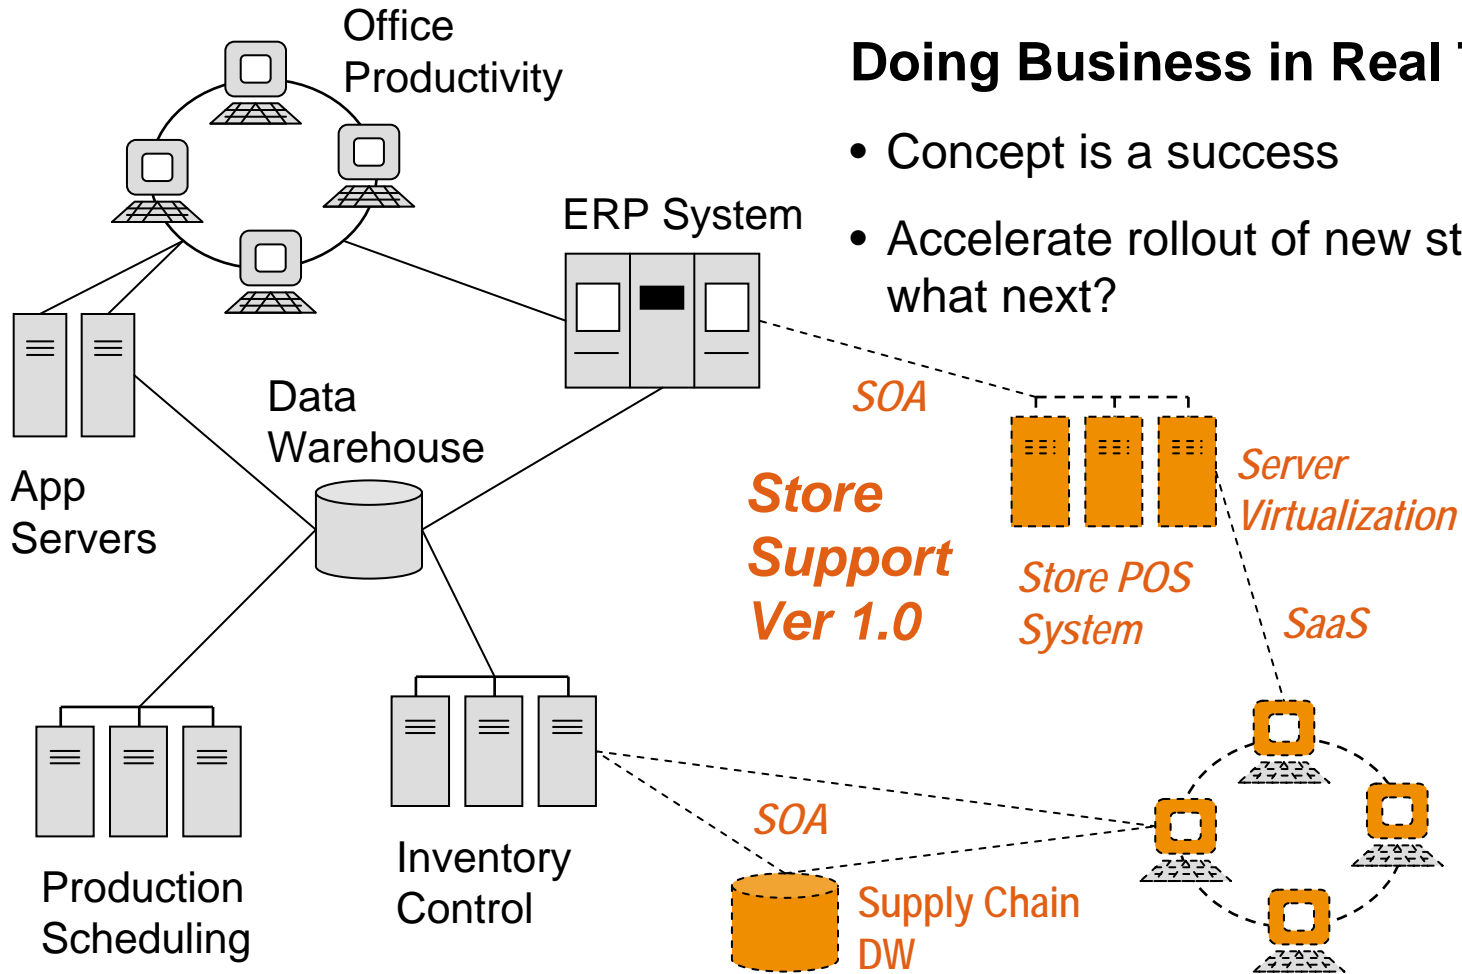 Office
Productivity
Doing Business in Real
• Concept is a success
ERP System
• Accelerate rollout of new
what next?
Data
Warehouse
SOA
App
Servers
Store
Support
Ver 1.0
Server
Virtualization
Store POS
System
SaaS
SOA
Inventory
Control
Production
Scheduling
Supply Chain
DW